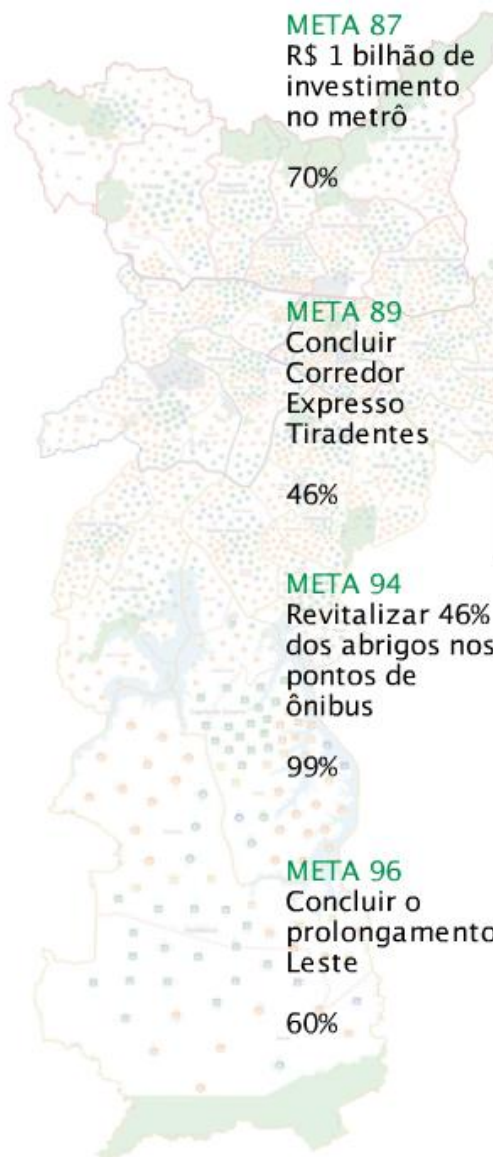 META 87
R$ 1 bilhão de
investimento
no metrô
70%
META 89
Concluir
Corredor
Expresso
Tiradentes
46%
META 94
Revitalizar 46%
dos abrigos nos
pontos de
ônibus
99%
META 96
Concluir o
prolongamento
Leste
60%